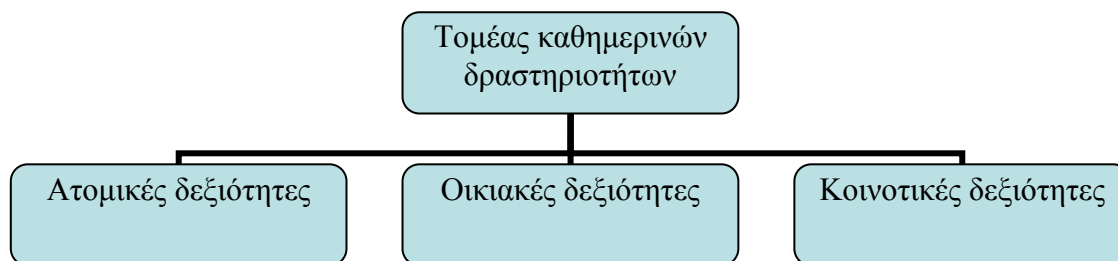 Τομέας καθημερινών
δραστηριοτήτων
Ατομικές δεξιότητες
Οικιακές δεξιότητες
Κοινοτικές δεξιότητες